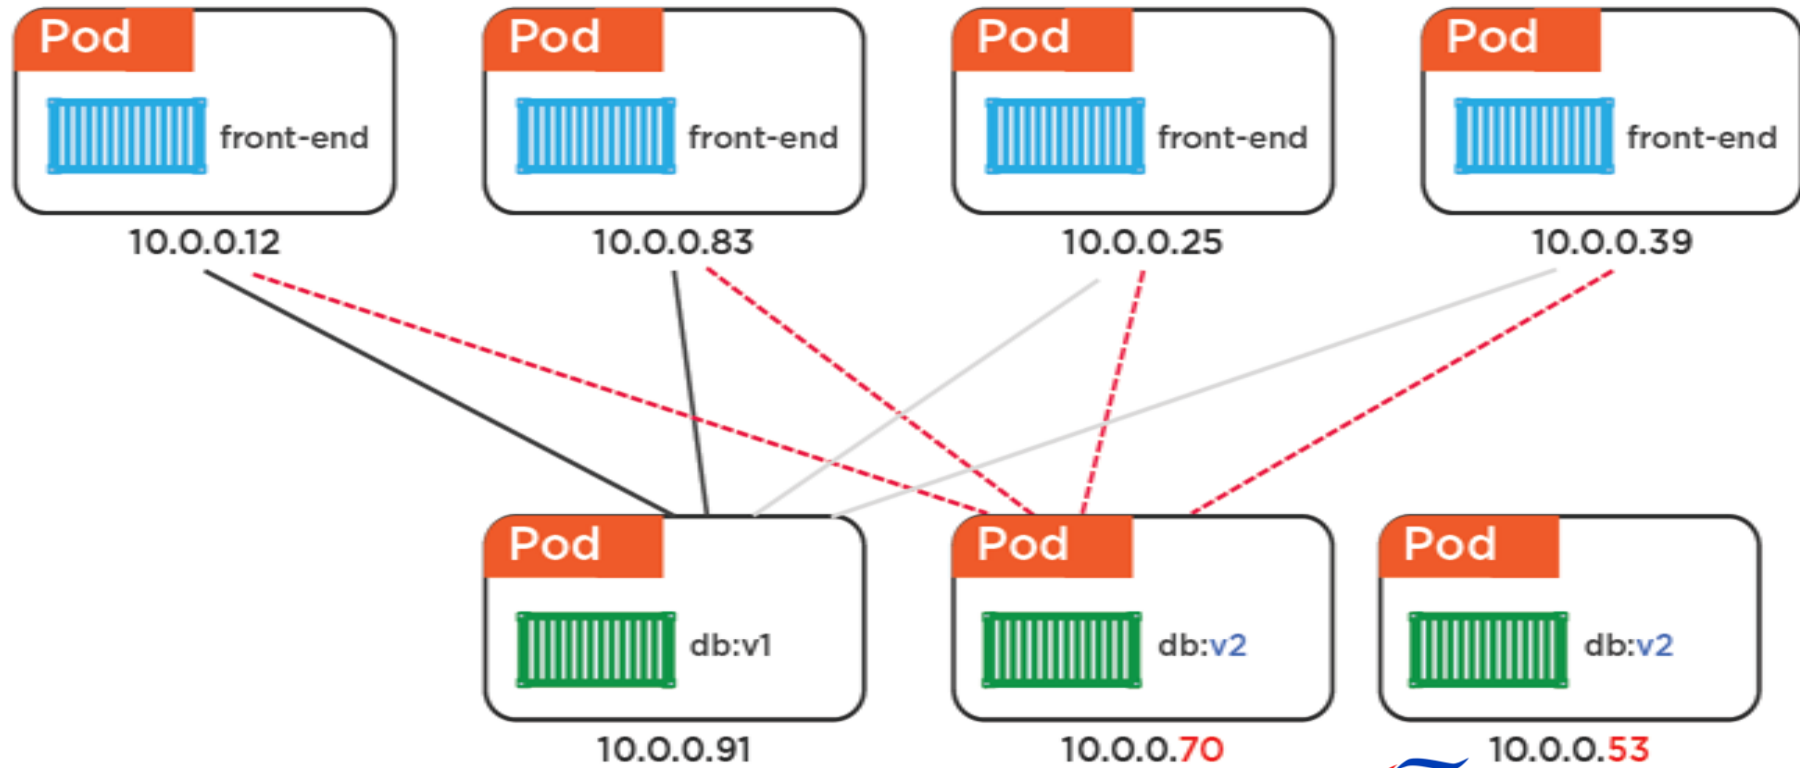 Pod
front-end
10.0.0.12
Pod
front-end
10.0.0.83
Pod
front-end
10.0.0.25
Pod
front-end
10.0.0.39
Pod
db:v1
10.0.0.91
Pod
db:v2
10.0.0.70
Pod
db:v2
10.0.0.53